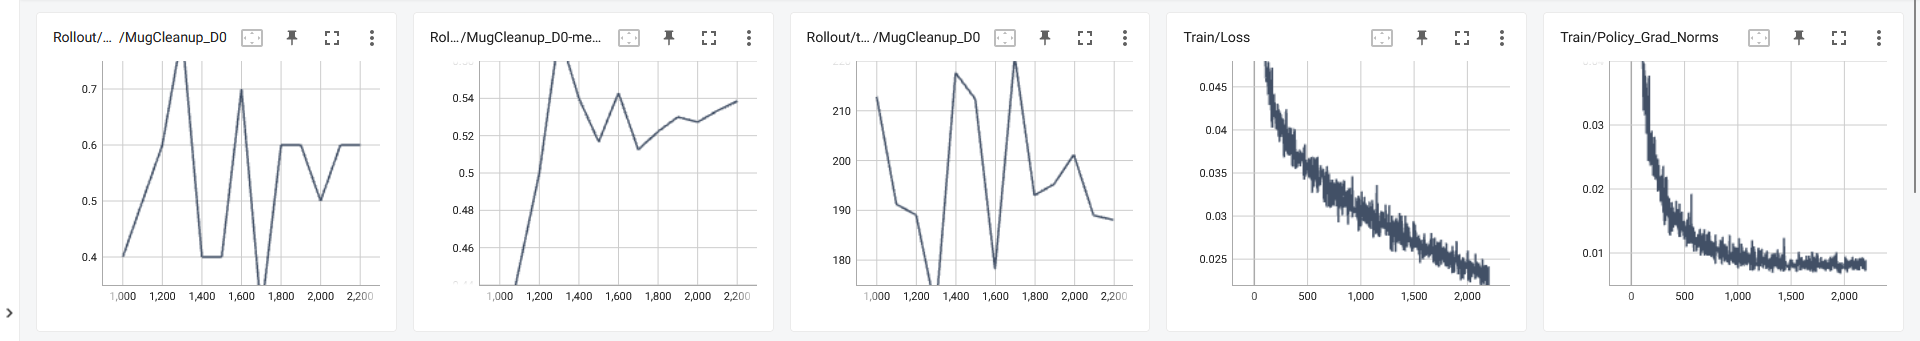 Rollout/… /MugCleanup_D0
0.7
0.6
0.5
0.4
1,000 1,200 1,400 1,600 1,800 2,000 2,200
Rol…/MugCleanup_D0-me…
0.54
0.52
0.5
0.48
0.46
1,000 1,200 1,400 1,600 1,800 2,000 2,200
Rollout/t… /MugCleanup_D0
220
210
200
190
180
1,000 1,200 1,400 1,600 1,800 2,000 2,200
Train/Loss
0.045
0.04
0.035
0.03
0.025
0 500 1,000 1,500 2,000
Train/Policy_Grad_Norms
0.04
0.03
0.02
0.01
0 500 1,000 1,500 2,000